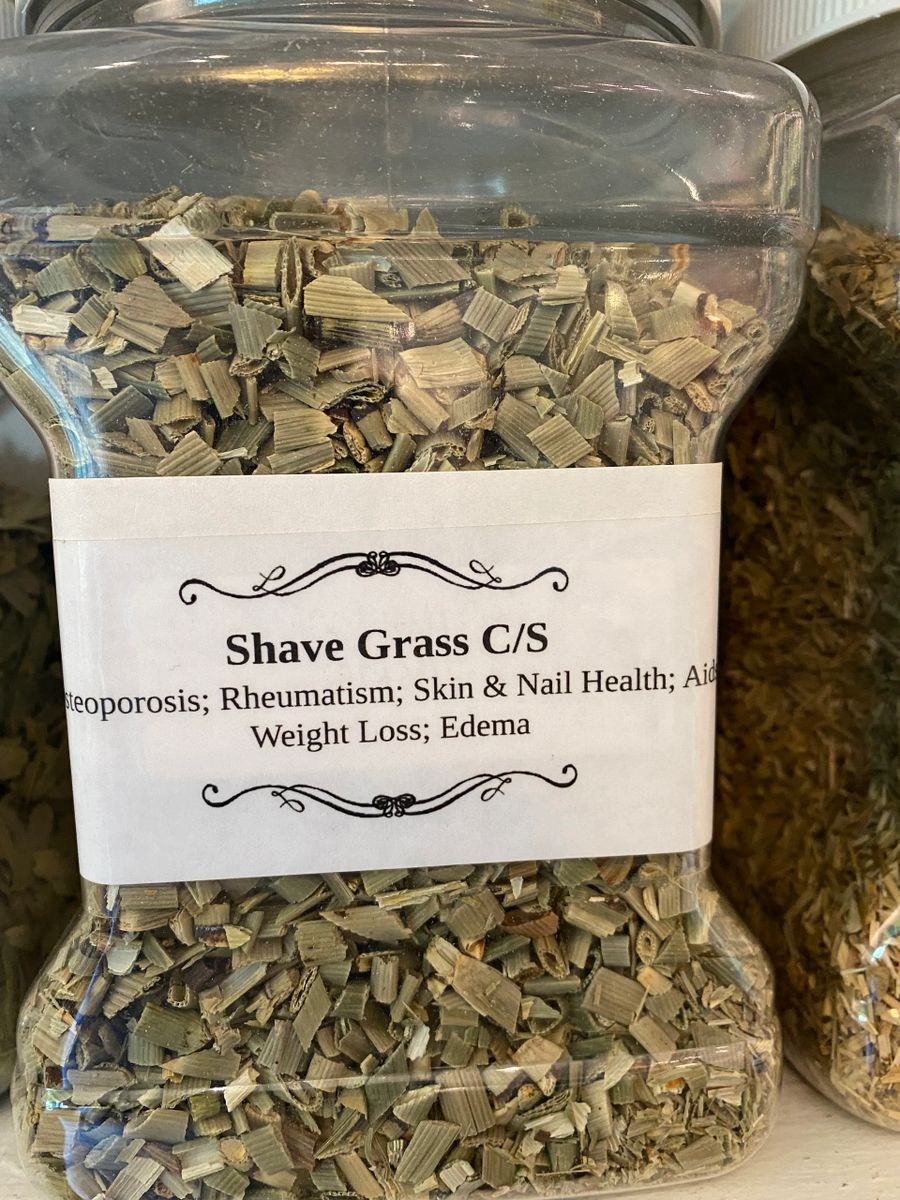 Shave Grass C/S
steoporosis; Rheumatism; Skin & Nail Health; Aid
Weight Loss; Edema